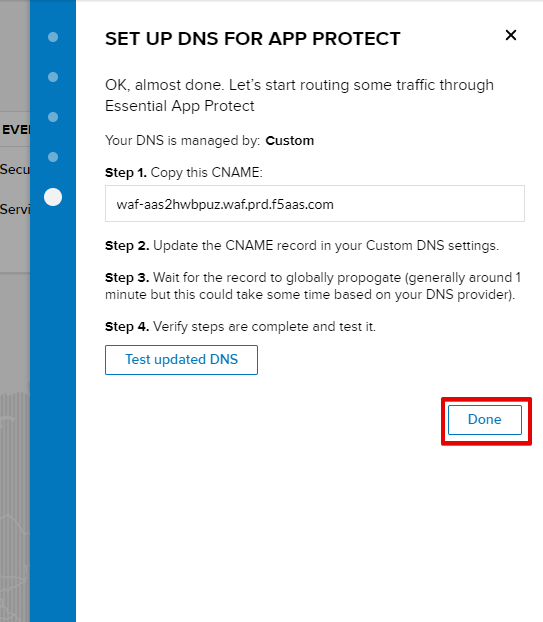 SET UP DNS FOR APP PROTECT
OK, almost done. Let's start routing some traffic through
Essential App Protect
EVE
Your DNS is managed by: Custom
Secu
Step 1. Copy this CNAME:
waf-aas2hwbpuz.waf.prd.f5aas.com
Servi
Step 2. Update the CNAME record in your Custom DNS settings.
Step 3. Wait for the record to globally propogate (generally around 1
minute but this could take some time based on your DNS provider).
Step 4. Verify steps are complete and test it.
Test updated DNS
Done